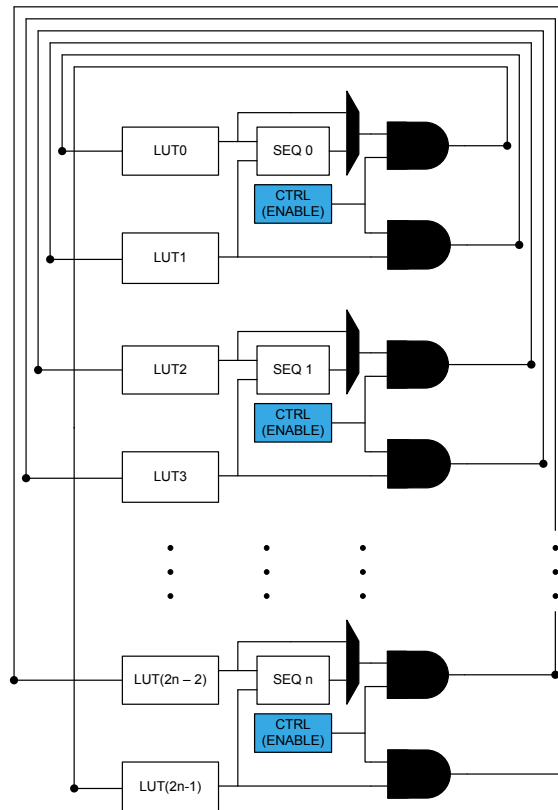 LUT0
SEQ 0
CTRL
(ENABLE)
LUT1
LUT2
SEQ 1
CTRL
(ENABLE)
LUT3
LUT(2n – 2)
SEQ n
CTRL
(ENABLE)
LUT(2n-1)